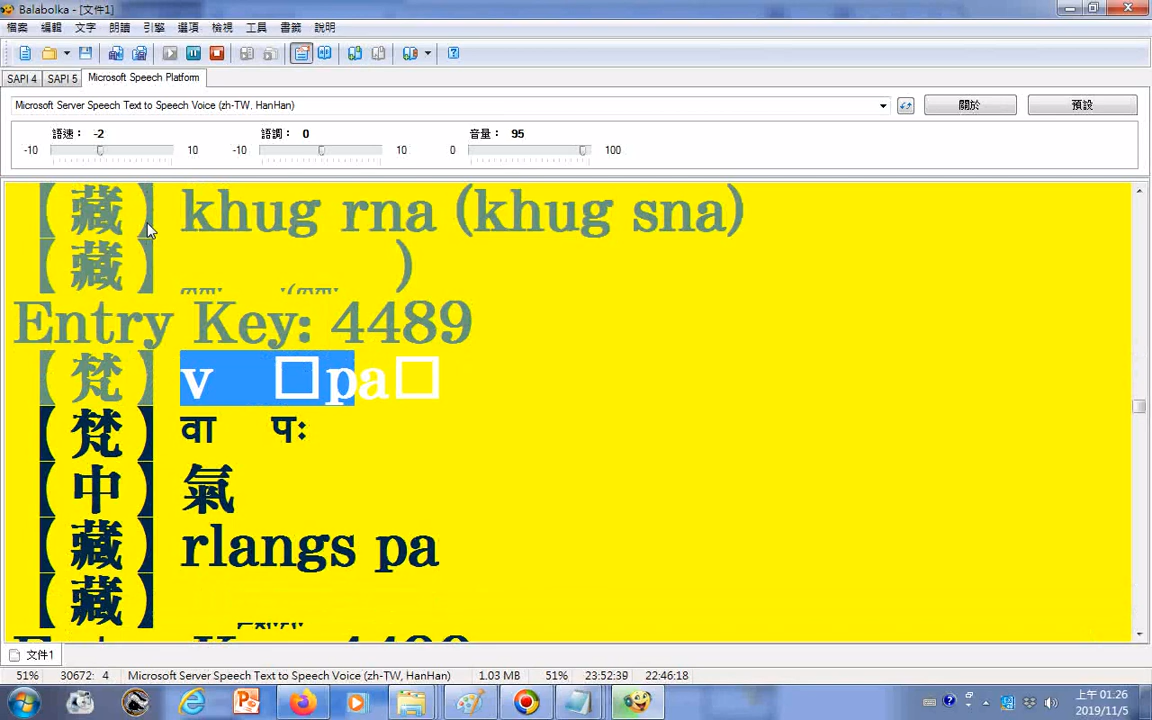 Balabolka - [文件1]
檔案 編輯 文字 朗讀 引擎 選項 檢視 工具 書籤 說明
SAPI 4 SAPI 5 Microsoft Speech Platform
Microsoft Server Speech Text to Speech Voice (zh-TW, HanHan) 關於 預設
語速： -2 語調： 0 音量： 95
-10 10 -10 10 0 100
【藏】 khug rna (khug sna)
【藏】 )
Entry Key: 4489
【梵】 v □pa□
【梵】 वा पः
【中】 氣
【藏】 rlangs pa
【藏】
文件1
51% 30672: 4 Microsoft Server Speech Text to Speech Voice (zh-TW, HanHan) 1.03 MB 51% 23:52:39 22:46:18
上午 01:26
2019/11/5